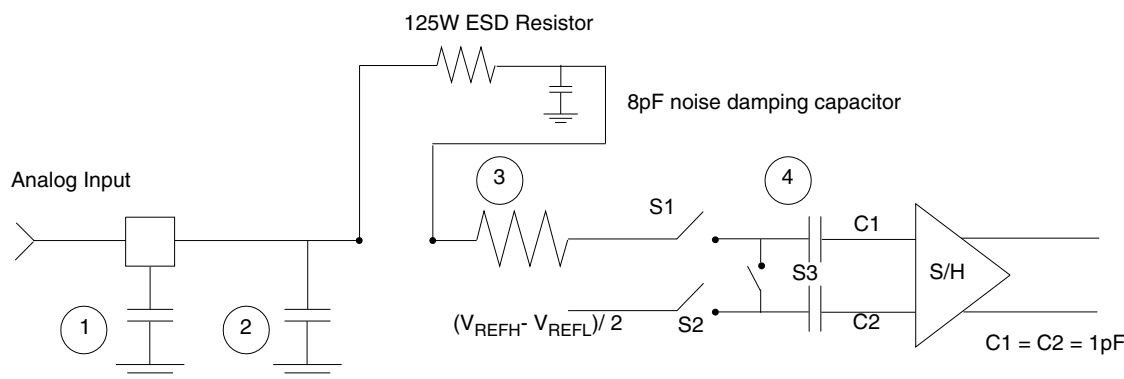 125W ESD Resistor
8pF noise damping capacitor
Analog Input
3
4
S1
C1
S3
S/H
1
2
(VREFH- VREFL)/ 2
S2
C2
C1 = C2 = 1pF